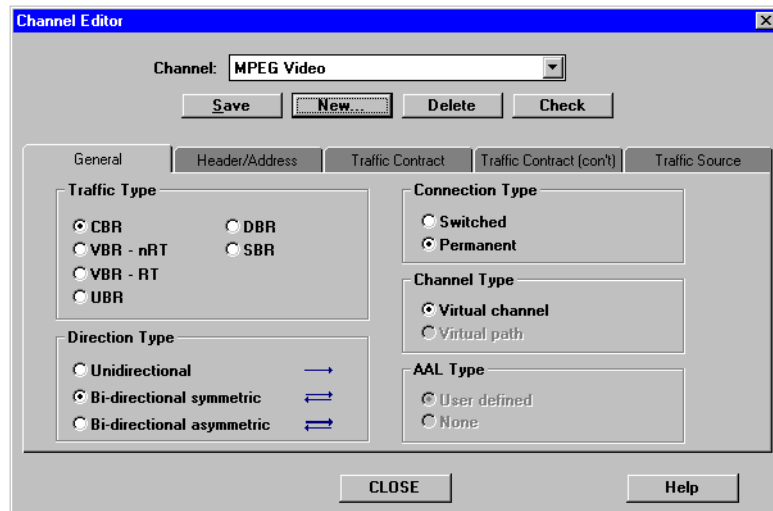 Channel Editor
Channel: MPEG Video
Save New... Delete Check
General Header/Address Traffic Contract Traffic Contract (con't) Traffic Source
Traffic Type
CBR DBR
VBR - nRT SBR
VBR - RT
UBR
Direction Type
Unidirectional
Bi-directional symmetric
Bi-directional asymmetric
Connection Type
Switched
Permanent
Channel Type
Virtual channel
Virtual path
AAL Type
User defined
None
CLOSE Help